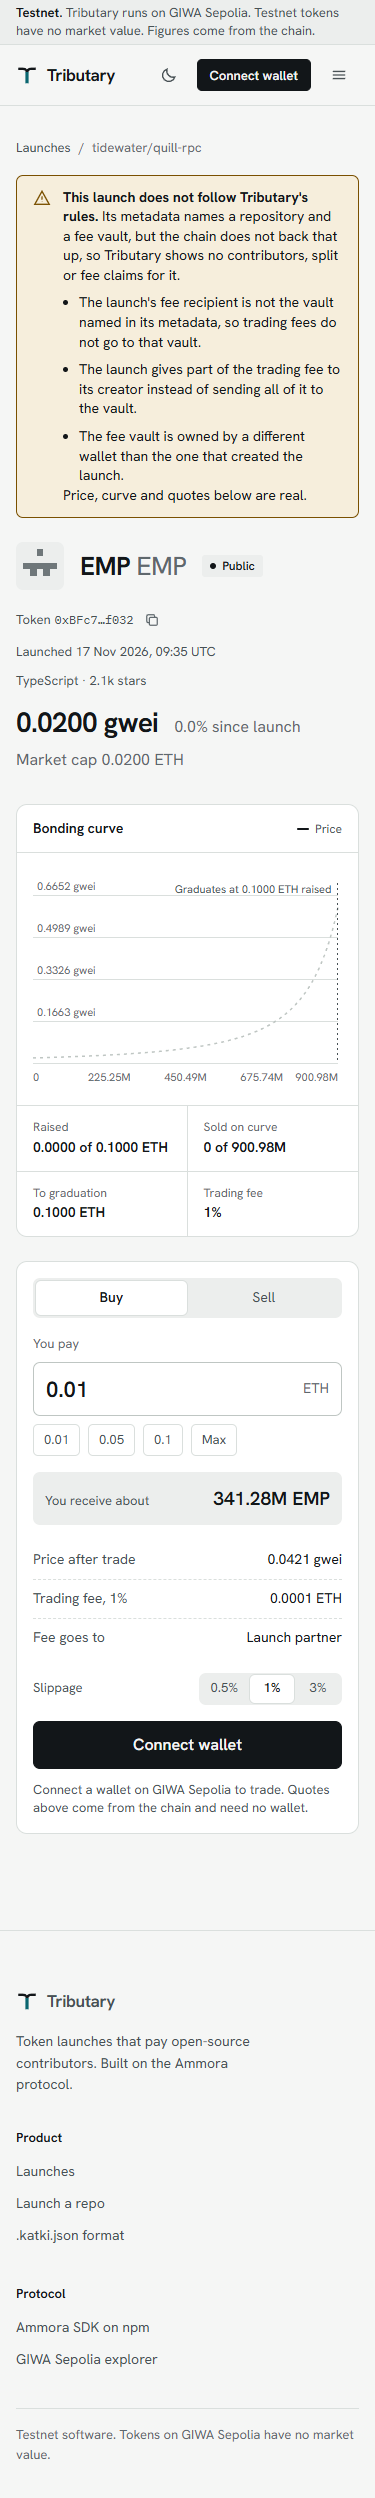 Testnet. Tributary runs on GIWA Sepolia. Testnet tokens
have no market value. Figures come from the chain.
Tributary
Connect wallet
Launches / tidewater/quill-rpc
This launch does not follow Tributary's
rules. Its metadata names a repository and
a fee vault, but the chain does not back that
up, so Tributary shows no contributors, split
or fee claims for it.
• The launch's fee recipient is not the vault
named in its metadata, so trading fees do
not go to that vault.
• The launch gives part of the trading fee to
its creator instead of sending all of it to
the vault.
• The fee vault is owned by a different
wallet than the one that created the
launch.
Price, curve and quotes below are real.
EMP EMP
Public
Token 0xBFc7…f032
Launched 17 Nov 2026, 09:35 UTC
TypeScript · 2.1k stars
0.0200 gwei 0.0% since launch
Market cap 0.0200 ETH
Bonding curve
Price
0.6652 gwei
Graduates at 0.1000 ETH raised
0.4989 gwei
0.3326 gwei
0.1663 gwei
0 225.25M 450.49M 675.74M 900.98M
Raised
0.0000 of 0.1000 ETH
Sold on curve
0 of 900.98M
To graduation
0.1000 ETH
Trading fee
1%
Buy
Sell
You pay
0.01
ETH
0.01 0.05 0.1 Max
You receive about
341.28M EMP
Price after trade
0.0421 gwei
Trading fee, 1%
0.0001 ETH
Fee goes to
Launch partner
Slippage
0.5% 1% 3%
Connect wallet
Connect a wallet on GIWA Sepolia to trade. Quotes
above come from the chain and need no wallet.
Tributary
Token launches that pay open-source
contributors. Built on the Ammora
protocol.
Product
Launches
Launch a repo
.katki.json format
Protocol
Ammora SDK on npm
GIWA Sepolia explorer
Testnet software. Tokens on GIWA Sepolia have no market
value.